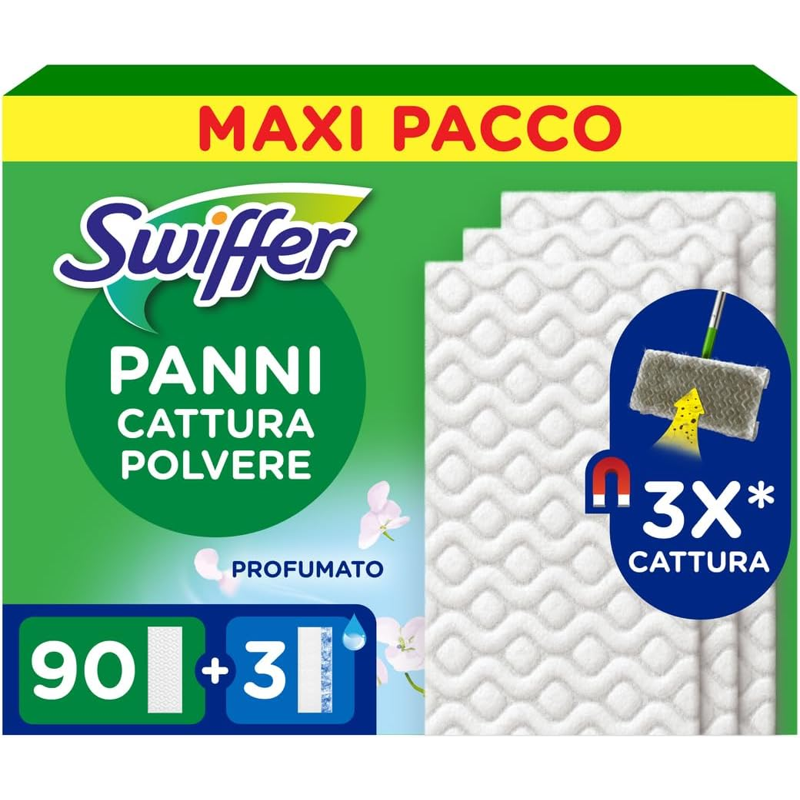 MAXI PACCO
Swiffer
PANNI
CATTURA
POLVERE
PROFUMATO
3X*
CATTURA
90 + 3